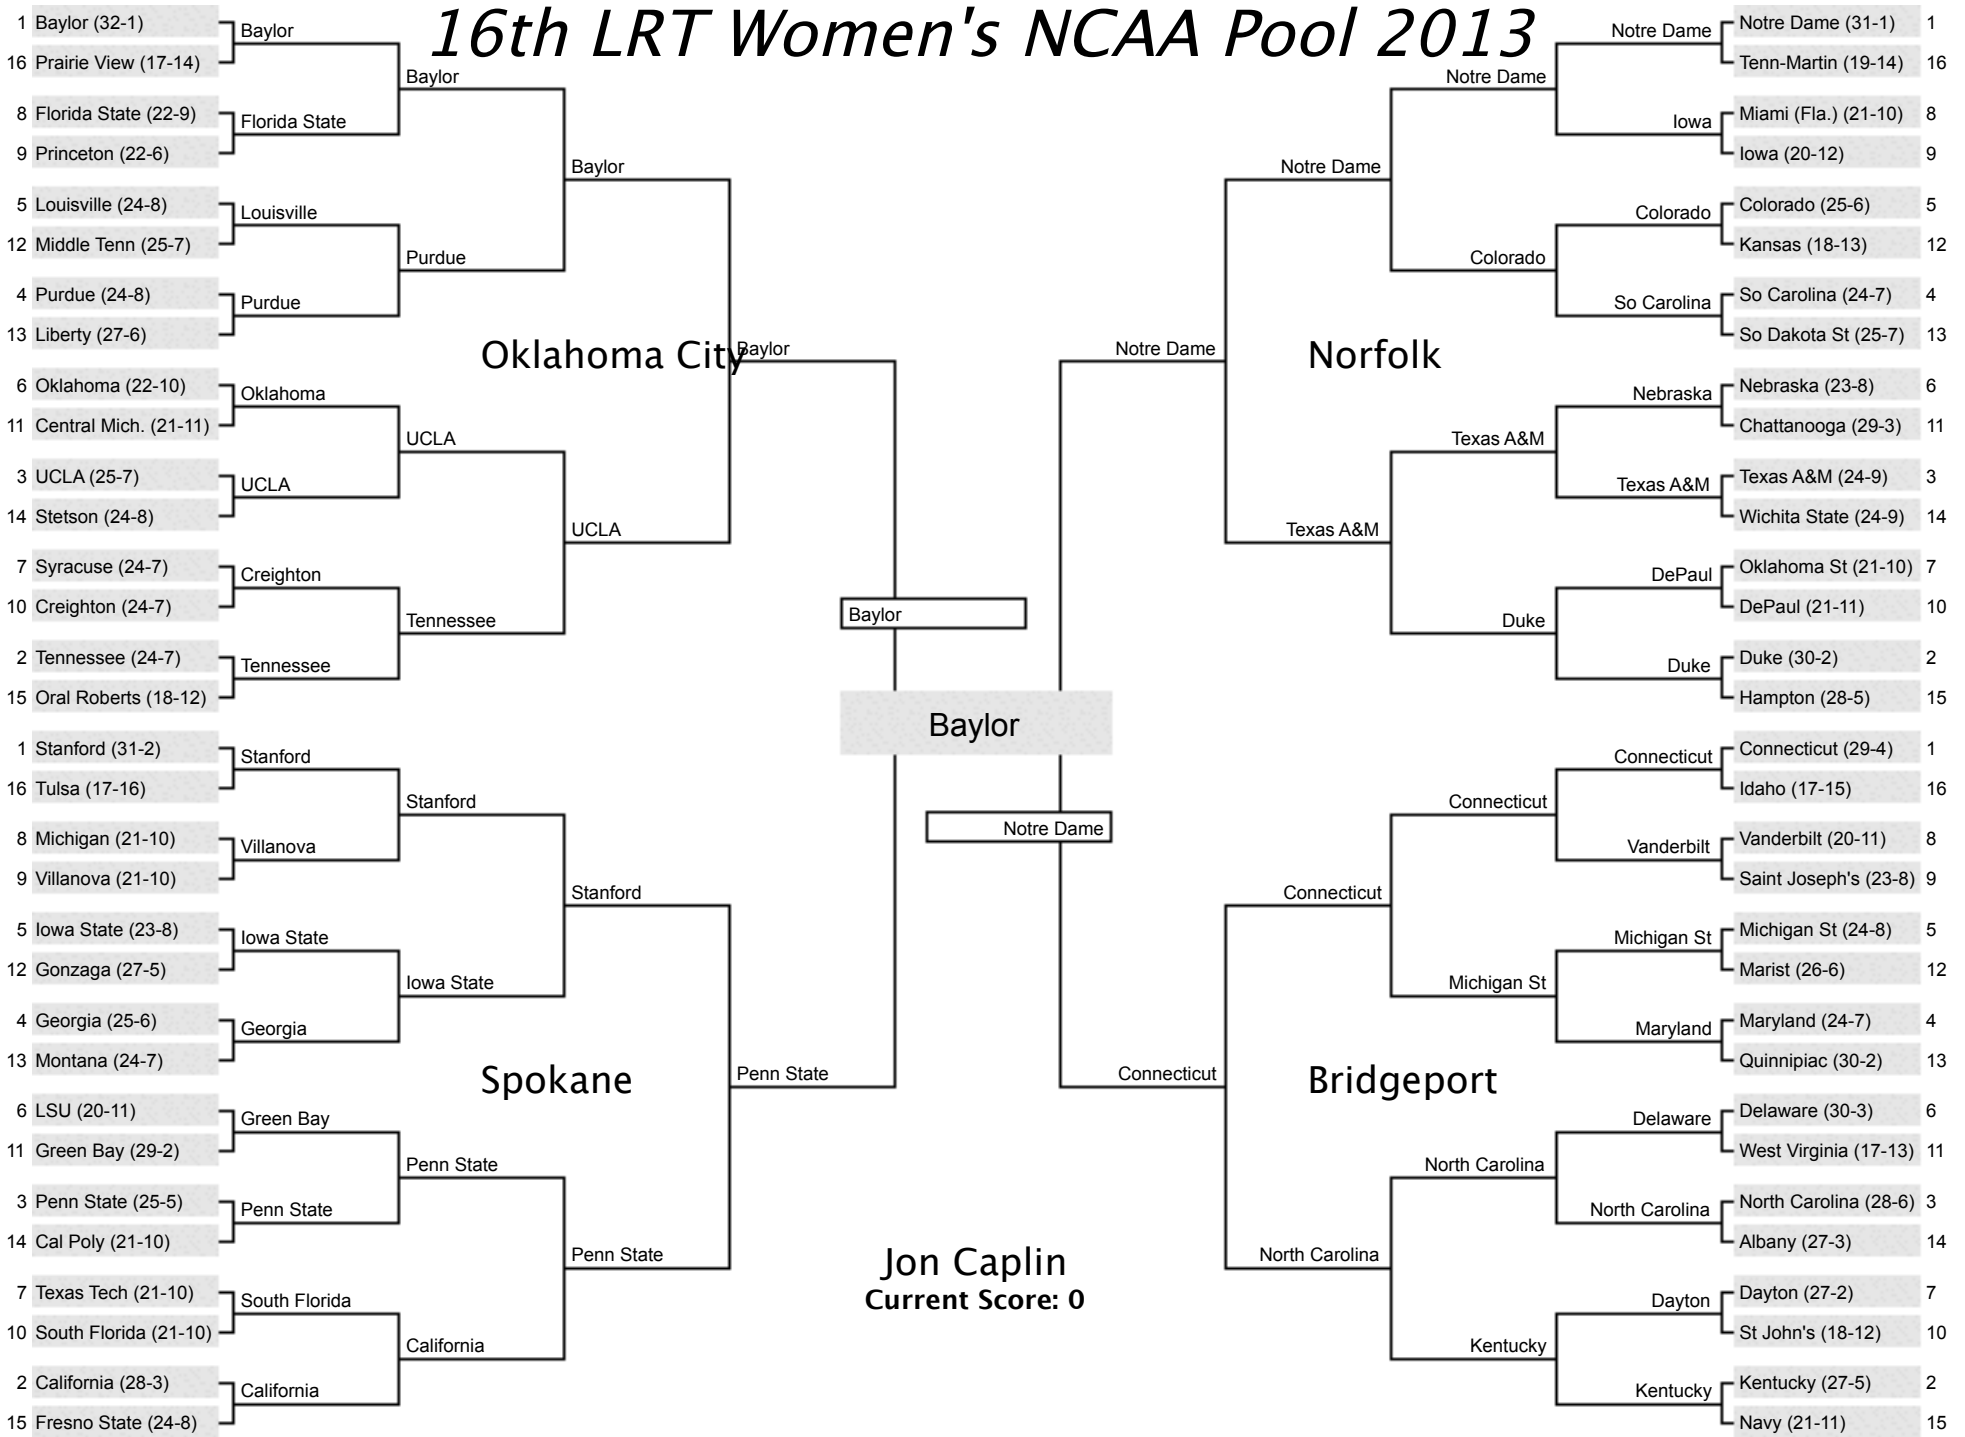 16th LRT Women's NCAA Pool 2013
1 Baylor (32-1)
16 Prairie View (17-14)
8 Florida State (22-9)
9 Princeton (22-6)
5 Louisville (24-8)
12 Middle Tenn (25-7)
4 Purdue (24-8)
13 Liberty (27-6)
6 Oklahoma (22-10)
11 Central Mich. (21-11)
3 UCLA (25-7)
14 Stetson (24-8)
7 Syracuse (24-7)
10 Creighton (24-7)
2 Tennessee (24-7)
15 Oral Roberts (18-12)
Baylor
Florida State
Louisville
Purdue
Oklahoma
UCLA
Creighton
Tennessee
Baylor
Purdue
UCLA
Tennessee
Baylor
UCLA
Oklahoma City
Baylor
1 Stanford (31-2)
16 Tulsa (17-16)
8 Michigan (21-10)
9 Villanova (21-10)
5 Iowa State (23-8)
12 Gonzaga (27-5)
4 Georgia (25-6)
13 Montana (24-7)
6 LSU (20-11)
11 Green Bay (29-2)
3 Penn State (25-5)
14 Cal Poly (21-10)
7 Texas Tech (21-10)
10 South Florida (21-10)
2 California (28-3)
15 Fresno State (24-8)
Stanford
Villanova
Iowa State
Georgia
Green Bay
Penn State
South Florida
California
Stanford
Iowa State
Penn State
California
Stanford
Penn State
Spokane
Penn State
Baylor
Baylor
Notre Dame
Jon Caplin
Current Score: 0
Notre Dame
Norfolk
Notre Dame
Texas A&M
Notre Dame
Colorado
Texas A&M
Duke
Notre Dame
Iowa
Colorado
So Carolina
Nebraska
Texas A&M
DePaul
Duke
Notre Dame (31-1) 1
Tenn-Martin (19-14) 16
Miami (Fla.) (21-10) 8
Iowa (20-12) 9
Colorado (25-6) 5
Kansas (18-13) 12
So Carolina (24-7) 4
So Dakota St (25-7) 13
Nebraska (23-8) 6
Chattanooga (29-3) 11
Texas A&M (24-9) 3
Wichita State (24-9) 14
Oklahoma St (21-10) 7
DePaul (21-11) 10
Duke (30-2) 2
Hampton (28-5) 15
Connecticut
Bridgeport
Connecticut
North Carolina
Connecticut
Michigan St
North Carolina
Kentucky
Connecticut
Vanderbilt
Michigan St
Maryland
Delaware
North Carolina
Dayton
Kentucky
Connecticut (29-4) 1
Idaho (17-15) 16
Vanderbilt (20-11) 8
Saint Joseph's (23-8) 9
Michigan St (24-8) 5
Marist (26-6) 12
Maryland (24-7) 4
Quinnipiac (30-2) 13
Delaware (30-3) 6
West Virginia (17-13) 11
North Carolina (28-6) 3
Albany (27-3) 14
Dayton (27-2) 7
St John's (18-12) 10
Kentucky (27-5) 2
Navy (21-11) 15